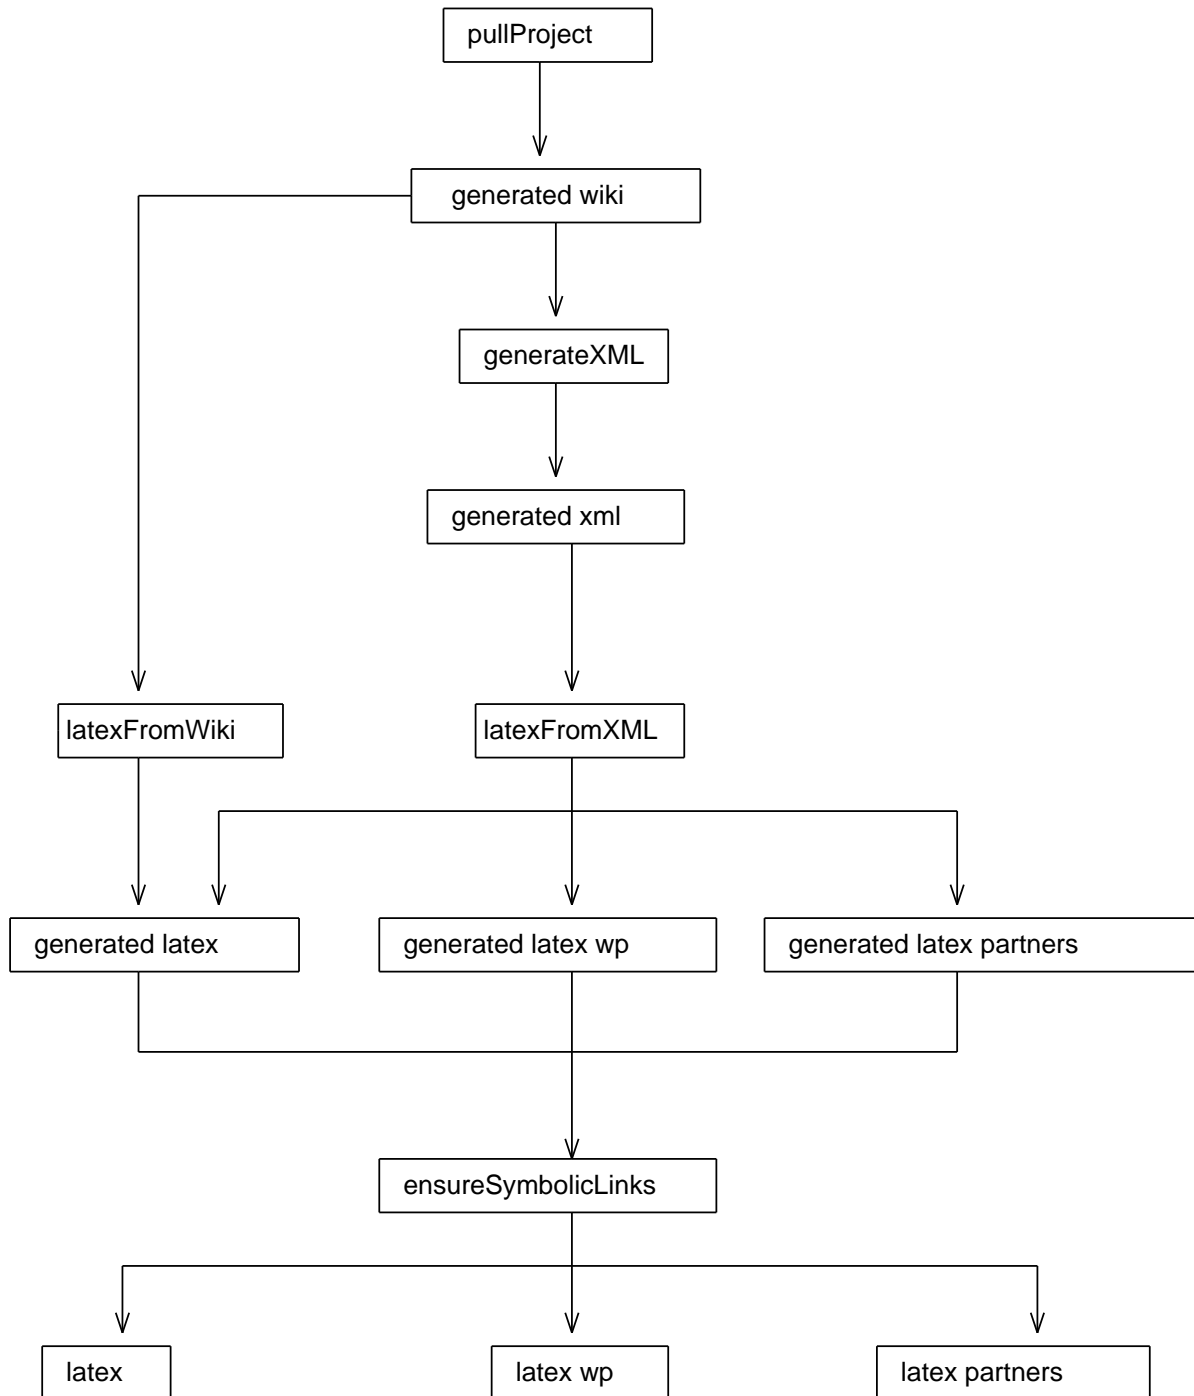 pullProject
generated wiki
generateXML
generated xml
latexFromWiki
latexFromXML
generated latex
generated latex wp
generated latex partners
ensureSymbolicLinks
latex
latex wp
latex partners